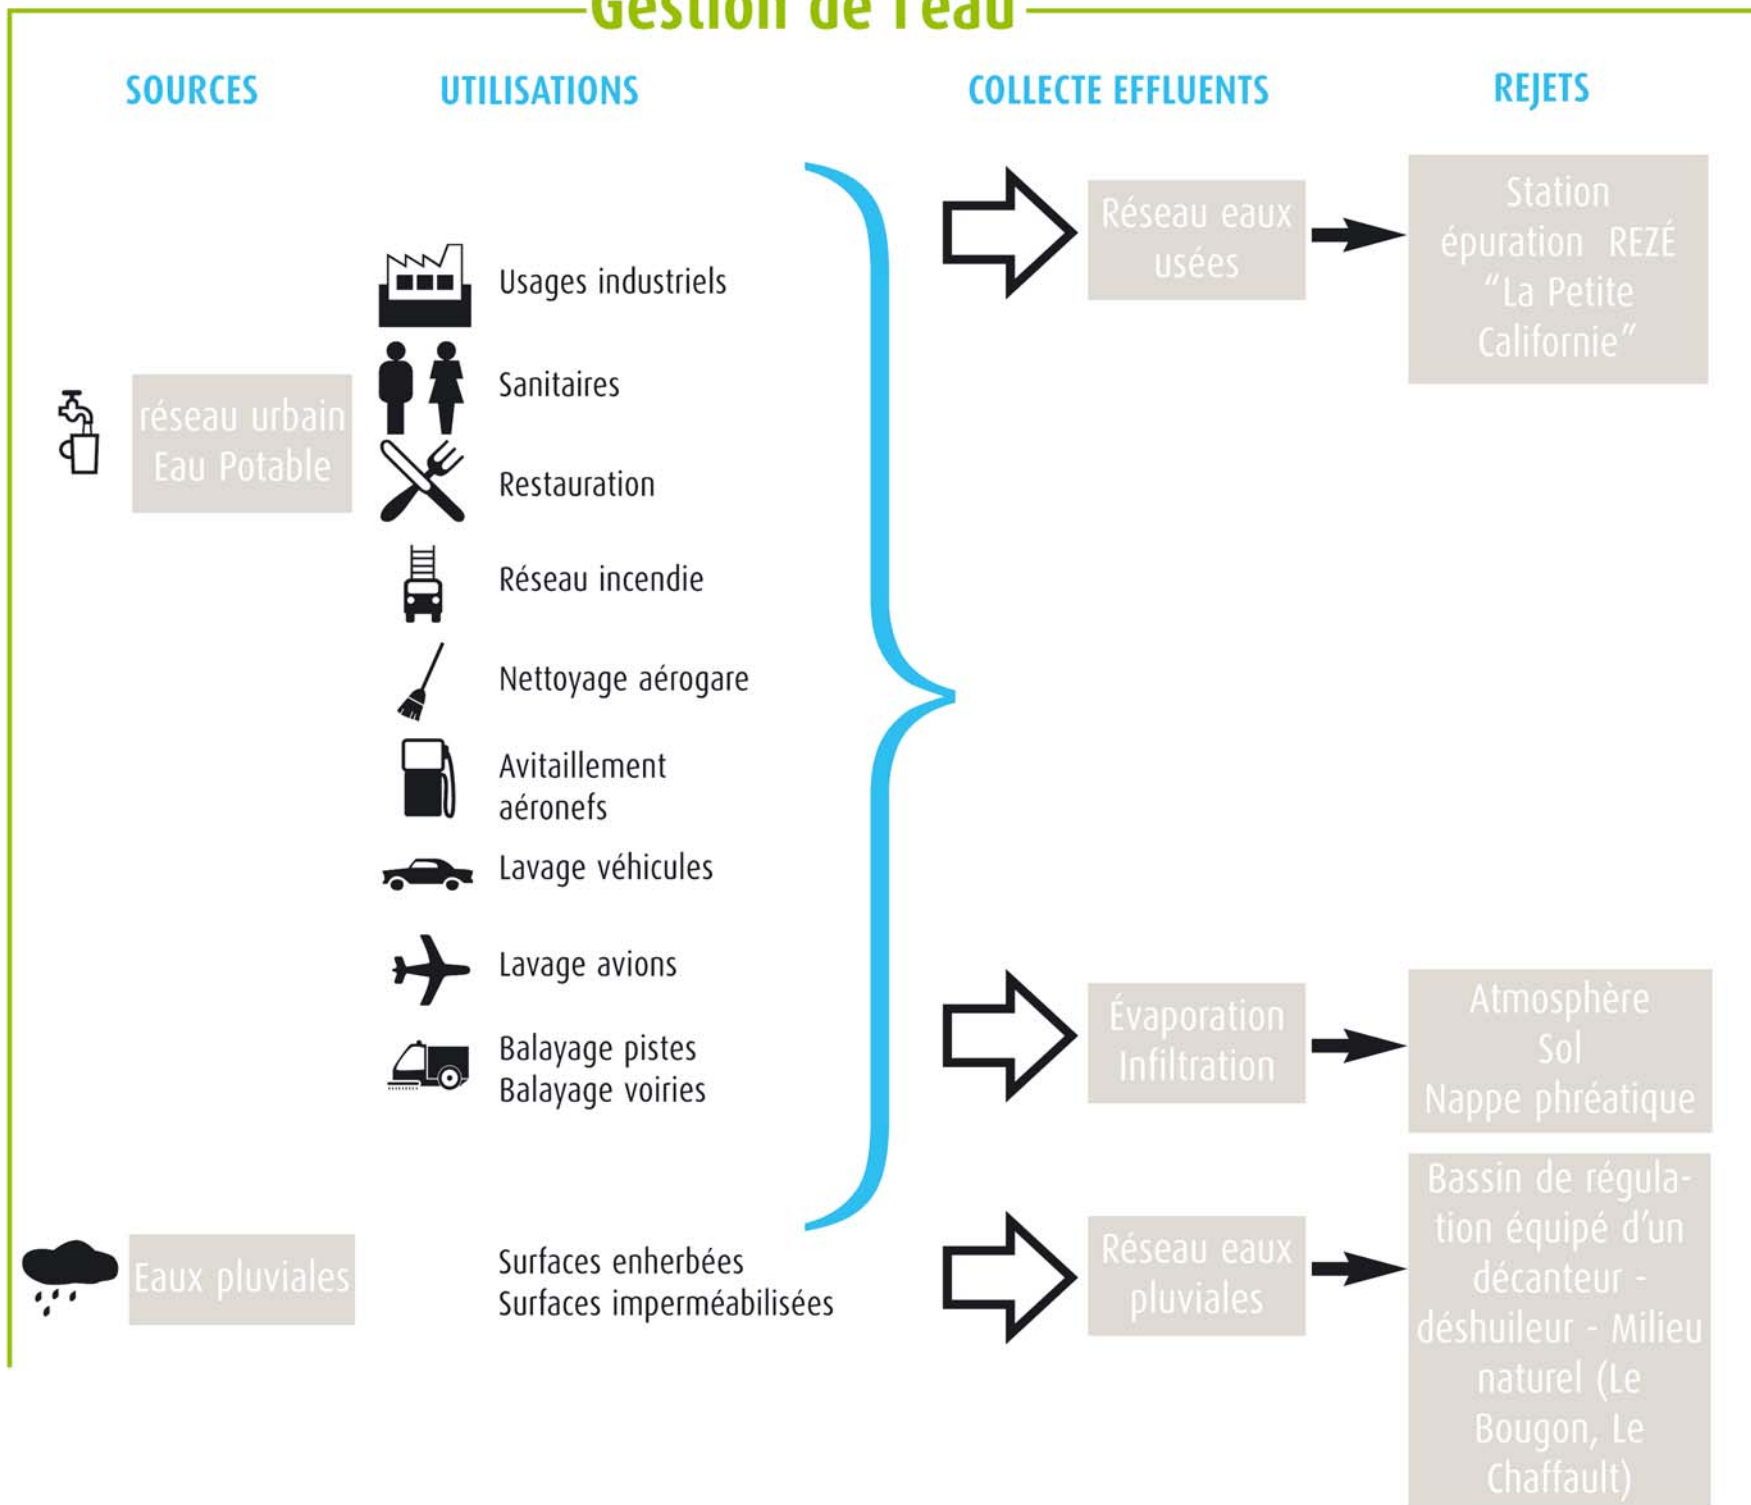 Gestion de l'eau
SOURCES
UTILISATIONS
COLLECTE EFFLUENTS
REJETS
réseau urbain
Eau Potable
Usages industriels
Sanitaires
Restauration
Réseau incendie
Nettoyage aérogare
Avitaillement
aéronefs
Lavage véhicules
Lavage avions
Balayage pistes
Balayage voiries
Réseau eaux
usées
Station
épuration REZÉ
“La Petite
Californie”
Évaporation
Infiltration
Atmosphère
Sol
Nappe phréatique
Eaux pluviales
Surfaces enherbées
Surfaces imperméabilisées
Réseau eaux
pluviales
Bassin de régula-
tion équipé d'un
décanteur -
déshuileur - Milieu
naturel (Le
Bougon, Le
Chaffault)